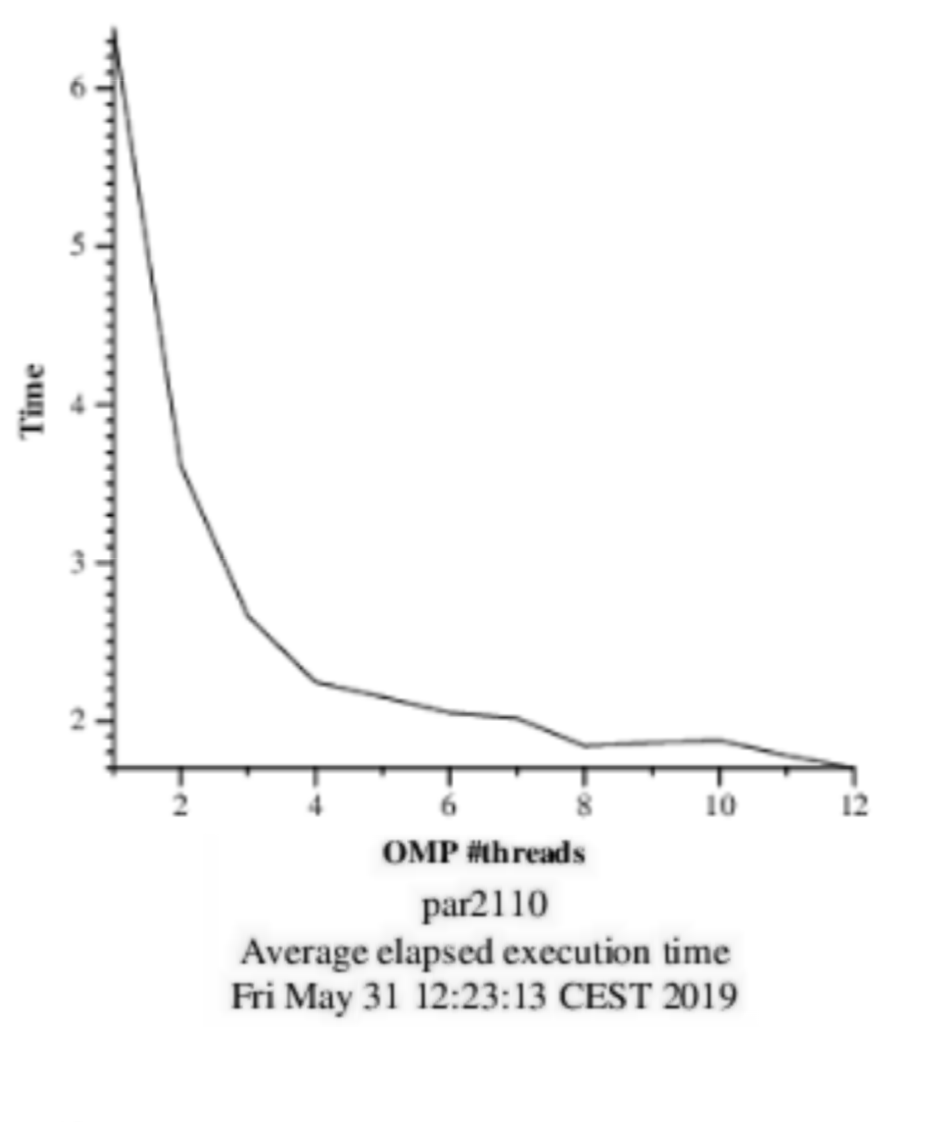 6
5
4
3
2
Time
2 4 6 8 10 12
OMP #threads
par2110
Average elapsed execution time
Fri May 31 12:23:13 CEST 2019